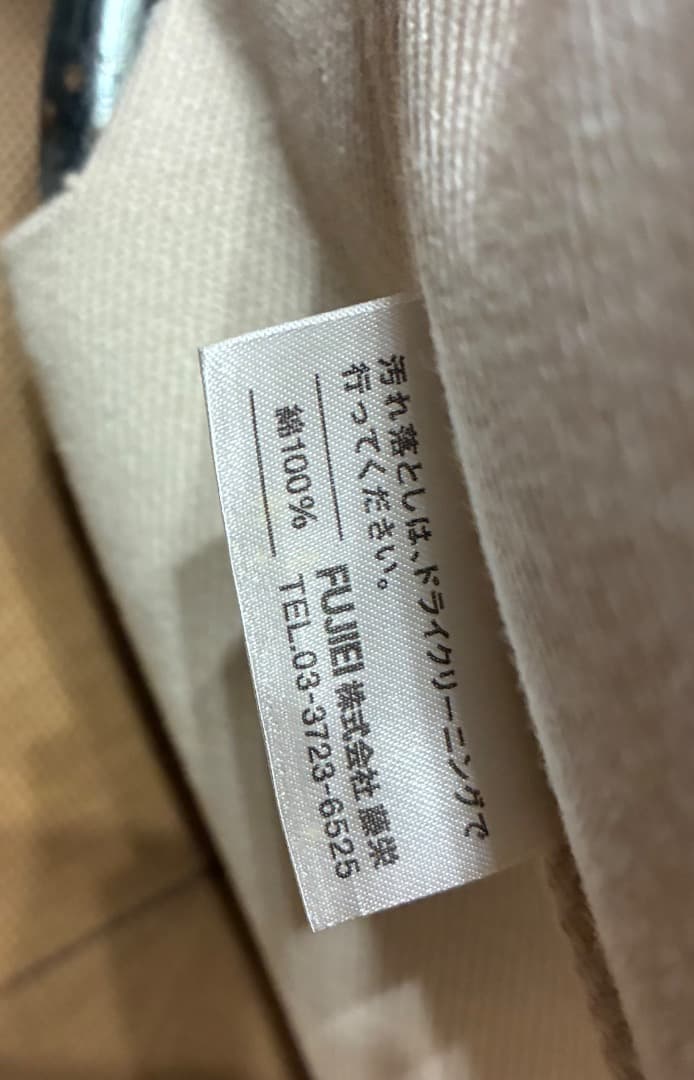 汚れ落としは、ドライクリーニングで
行ってください。
綿100%
FUJIEI 株式会社 藤栄
TEL.03-3723-6525